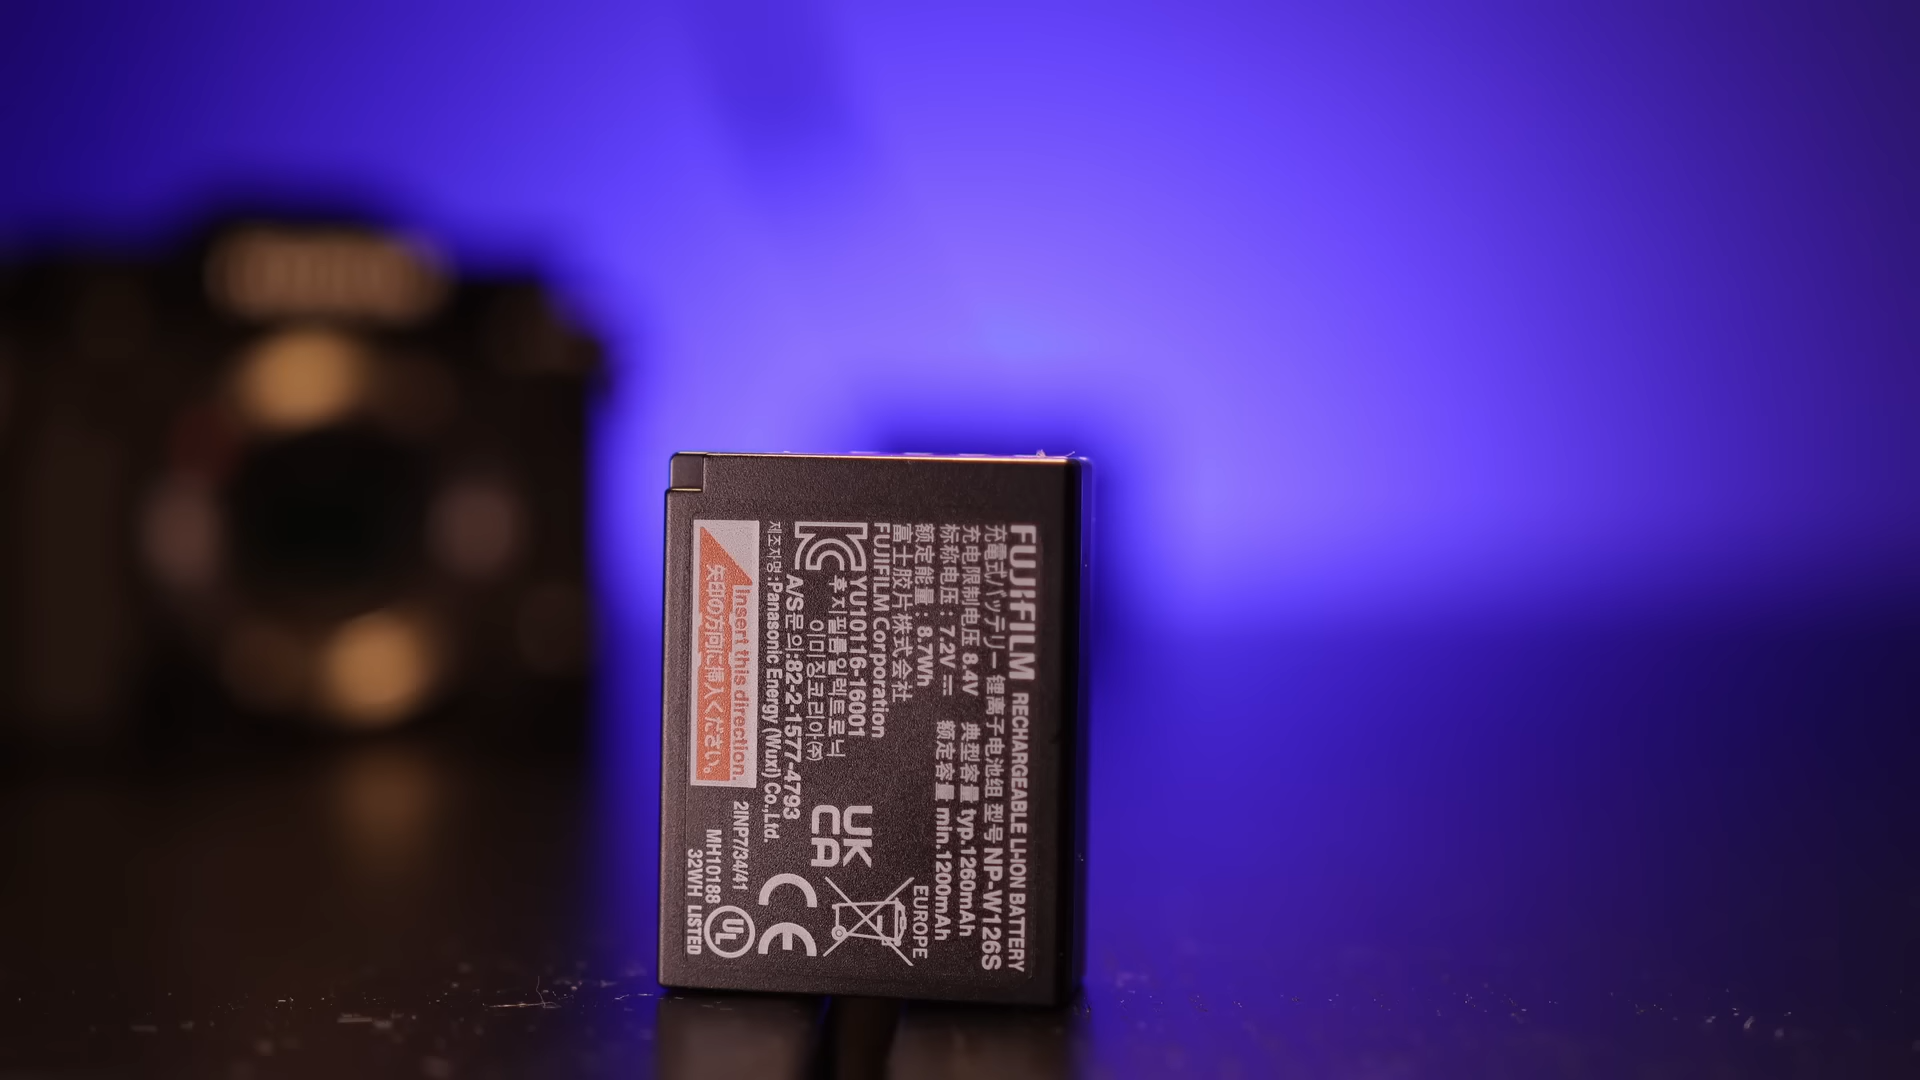 FUJIFILM RECHARGEABLE LI-ION BATTERY
充電式バッテリー 锂离子电池组 型号 NP-W126S
充电限制电压 8.4V 典型容量 typ.1260mAh
标称电压: 7.2V ⎓ 额定容量 min.1200mAh
额定能量: 8.7Wh
富士胶片株式会社
FUJIFILM Corporation
YU10116-16001
후지필름일렉트로닉
이미징코리아㈜
A/S문의:82-2-1577-4793
제조자명:Panasonic Energy (Wuxi) Co.,Ltd.
Insert this direction.
矢印の方向に挿入ください。
EUROPE
UK
CA
CE
UL
2INP7/34/41
MH10188
32WH LISTED